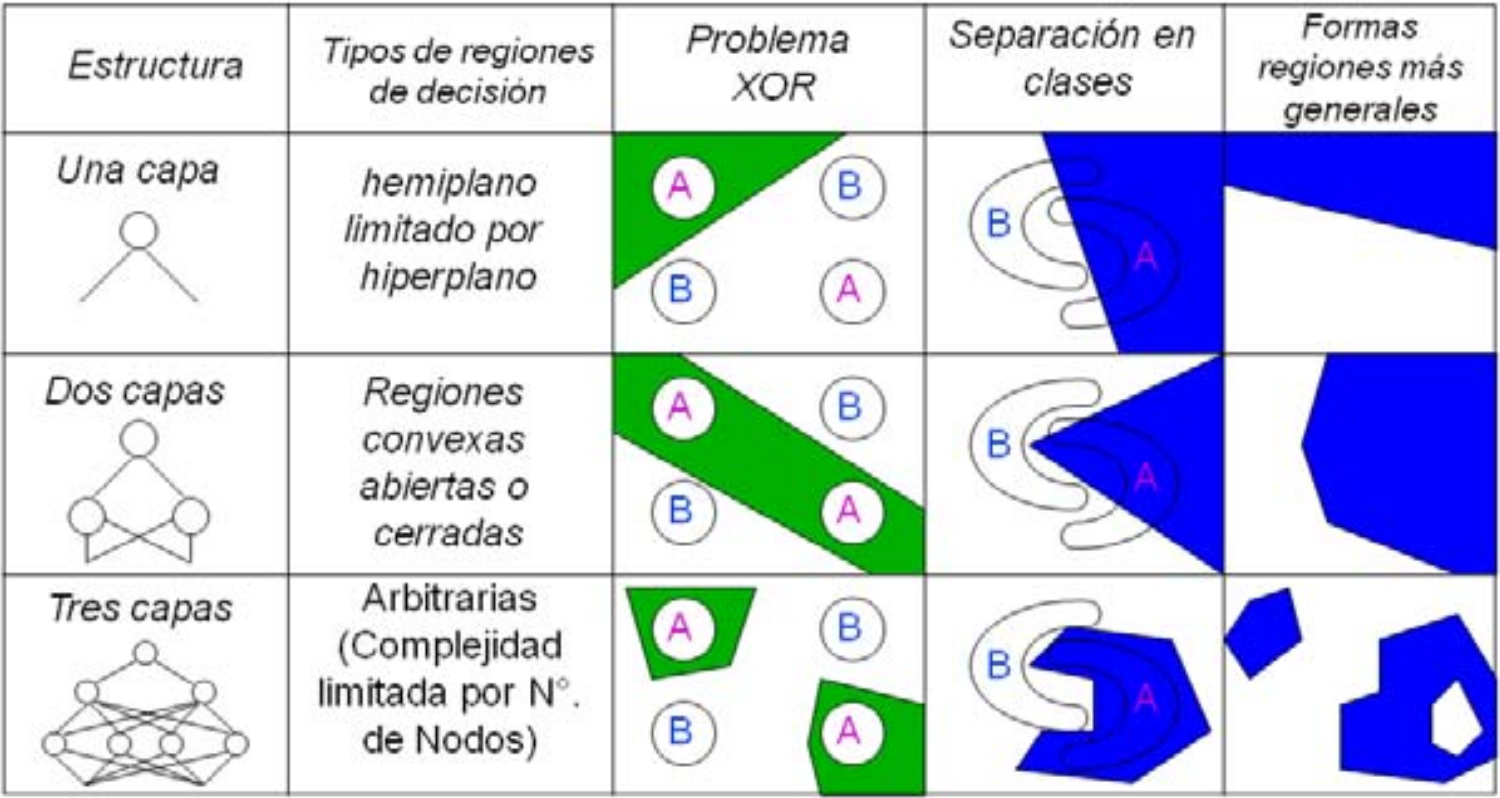 Estructura
Tipos de regiones
de decisión
Problema
XOR
Separación en
clases
Formas
regiones más
generales
Una capa
hemiplano
limitado por
hiperplano
A
B
B
A
B
A
Dos capas
Regiones
convexas
abiertas o
cerradas
A
B
B
A
B
A
Tres capas
Arbitrarias
(Complejidad
limitada por N°.
de Nodos)
A
B
B
A
B
A